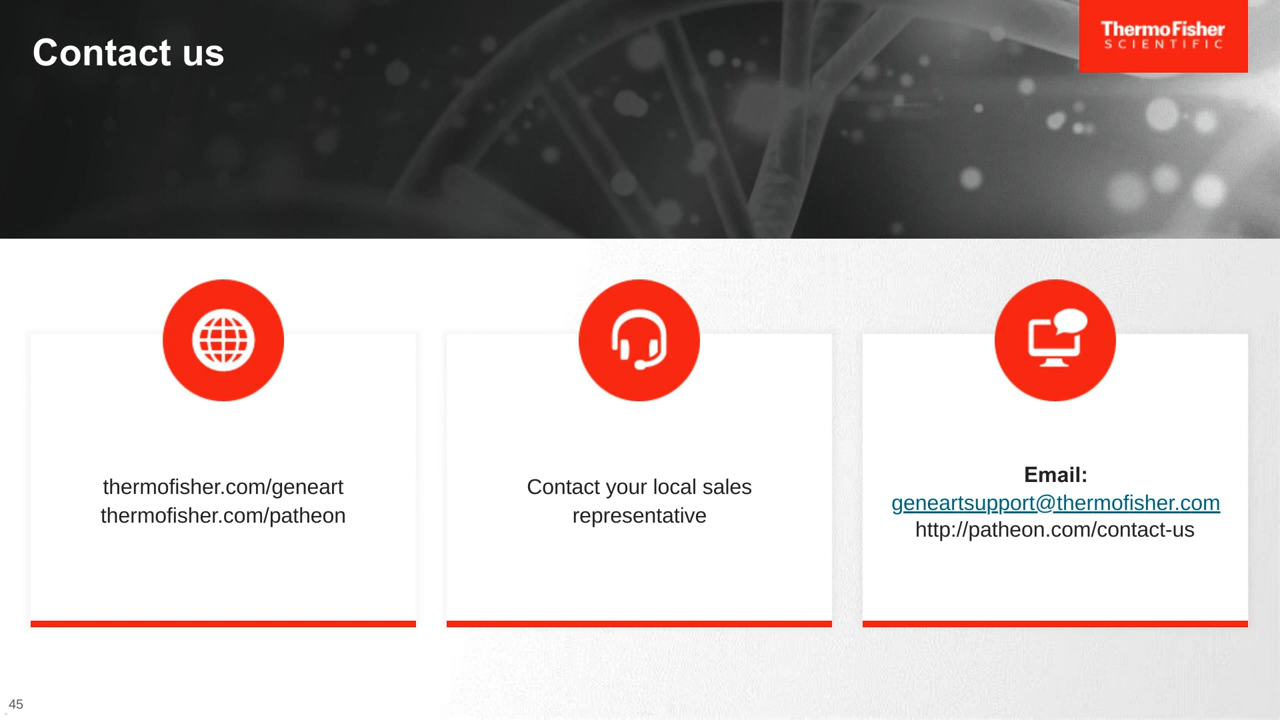 Contact us
ThermoFisher
SCIENTIFIC
thermofisher.com/geneart
thermofisher.com/patheon
Contact your local sales
representative
Email:
geneartsupport@thermofisher.com
http://patheon.com/contact-us
45